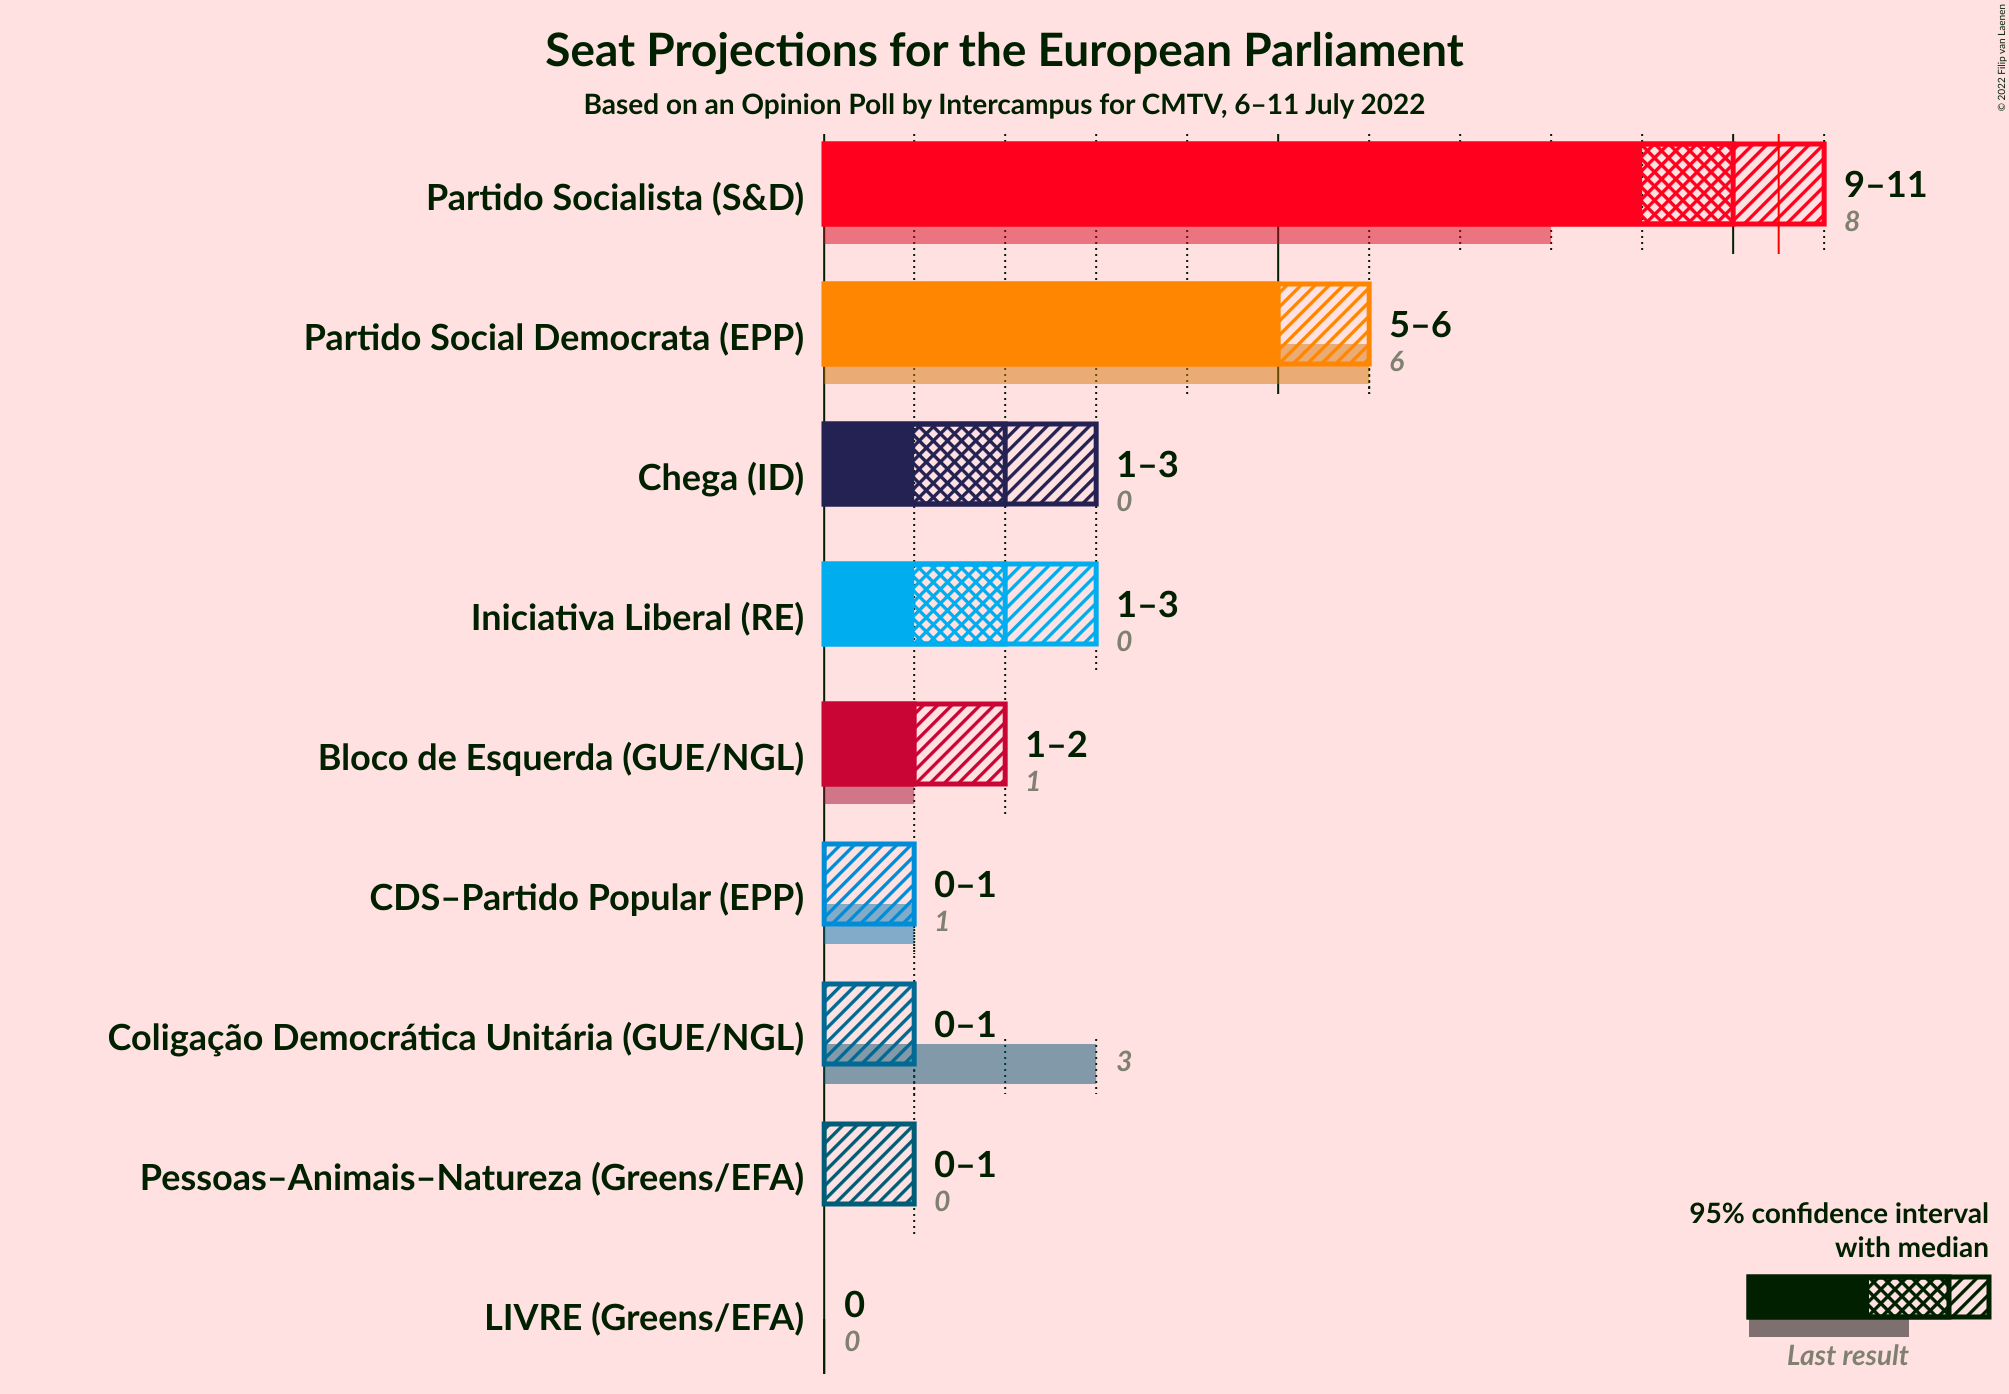 Seat Projections for the European Parliament
Based on an Opinion Poll by Intercampus for CMTV, 6–11 July 2022
© 2022 Filip van Laenen
Partido Socialista (S&D)
9–11
8
Partido Social Democrata (EPP)
5–6
6
Chega (ID)
1–3
0
Iniciativa Liberal (RE)
1–3
0
Bloco de Esquerda (GUE/NGL)
1–2
1
CDS–Partido Popular (EPP)
0–1
1
Coligação Democrática Unitária (GUE/NGL)
0–1
3
Pessoas–Animais–Natureza (Greens/EFA)
0–1
0
LIVRE (Greens/EFA)
0
0
95% confidence interval
with median
Last result